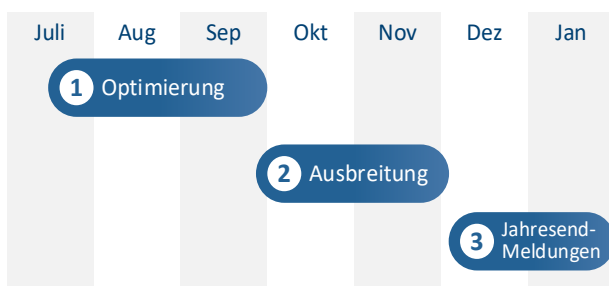 Juli Aug Sep Okt Nov Dez Jan
1 Optimierung
2 Ausbreitung
3 Jahresend-
Meldungen